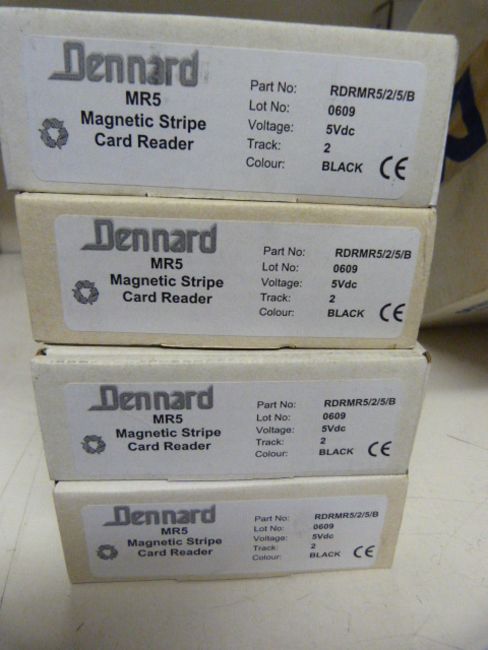 Dennard
MR5
Magnetic Stripe
Card Reader
Part No: RDRMR5/2/5/B
Lot No: 0609
Voltage: 5Vdc
Track: 2
Colour: BLACK CE
Dennard
MR5
Magnetic Stripe
Card Reader
Part No: RDRMR5/2/5/B
Lot No: 0609
Voltage: 5Vdc
Track: 2
Colour: BLACK CE
Dennard
MR5
Magnetic Stripe
Card Reader
Part No: RDRMR5/2/5/B
Lot No: 0609
Voltage: 5Vdc
Track: 2
Colour: BLACK CE
Dennard
MR5
Magnetic Stripe
Card Reader
Part No: RDRMR5/2/5/B
Lot No: 0609
Voltage: 5Vdc
Track: 2
Colour: BLACK CE